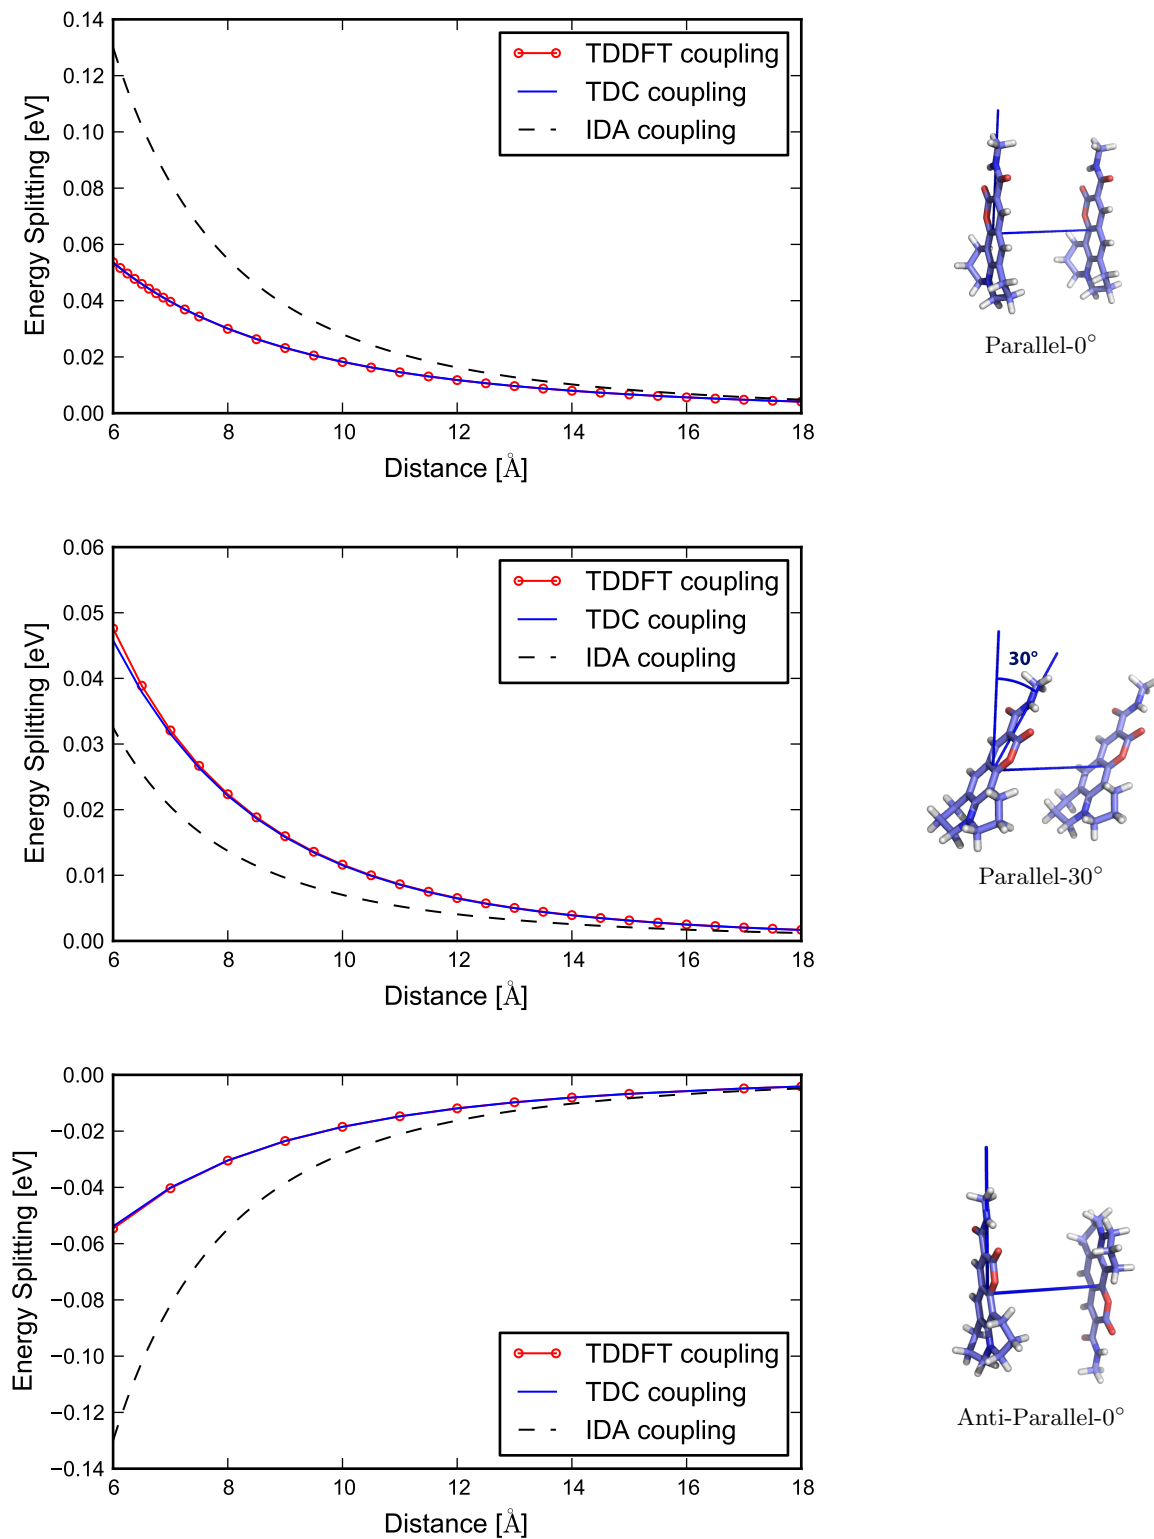 0.14
0.12
0.10
0.08
0.06
0.04
0.02
0.00
6 8 10 12 14 16 18
Energy Splitting [eV]
Distance [Å]
TDDFT coupling
TDC coupling
IDA coupling
Parallel-0°
0.06
0.05
0.04
0.03
0.02
0.01
0.00
6 8 10 12 14 16 18
Energy Splitting [eV]
Distance [Å]
TDDFT coupling
TDC coupling
IDA coupling
30°
Parallel-30°
0.00
−0.02
−0.04
−0.06
−0.08
−0.10
−0.12
−0.14
6 8 10 12 14 16 18
Energy Splitting [eV]
Distance [Å]
TDDFT coupling
TDC coupling
IDA coupling
Anti-Parallel-0°